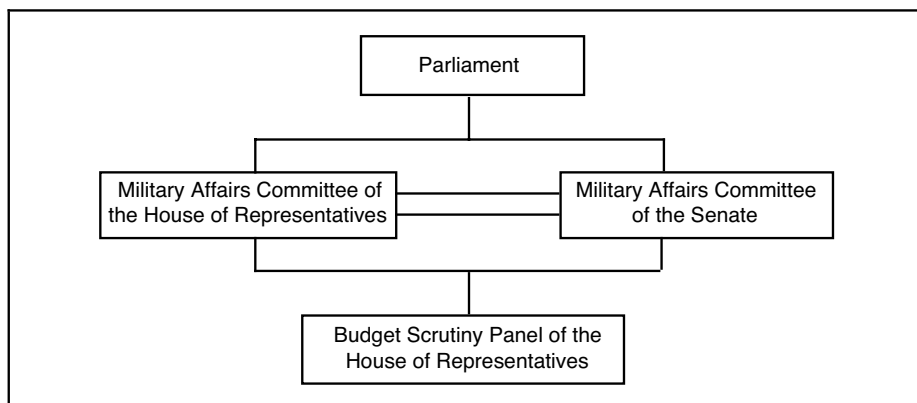 Parliament
Military Affairs Committee of
the House of Representatives
Military Affairs Committee
of the Senate
Budget Scrutiny Panel of the
House of Representatives